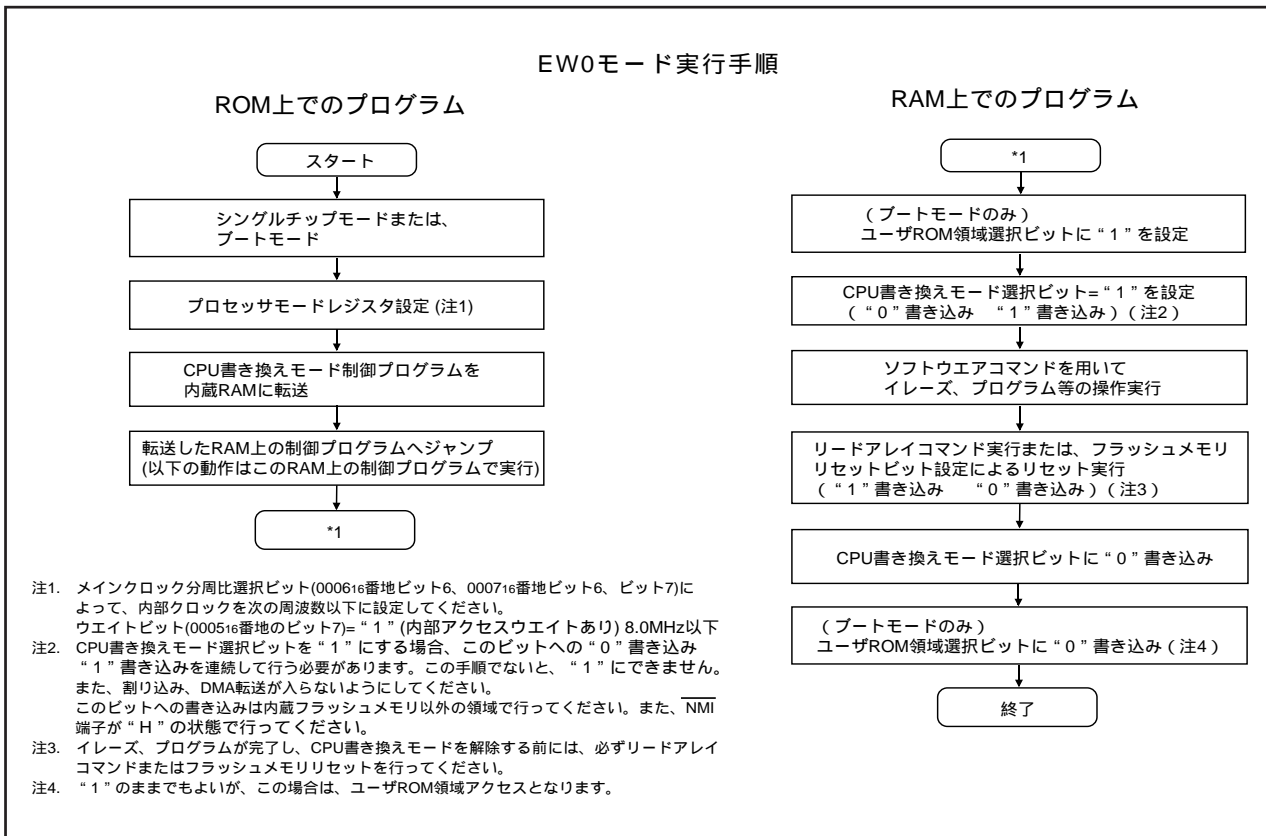 EW0モード実行手順
ROM上でのプログラム
スタート
シングルチップモードまたは、
ブートモード
プロセッサモードレジスタ設定 (注1)
CPU書き換えモード制御プログラムを
内蔵RAMに転送
転送したRAM上の制御プログラムへジャンプ
(以下の動作はこのRAM上の制御プログラムで実行)
*1
RAM上でのプログラム
*1
（ブートモードのみ）
ユーザROM領域選択ビットに“1”を設定
CPU書き換えモード選択ビット=“1”を設定
（“0”書き込み　“1”書き込み）（注2）
ソフトウエアコマンドを用いて
イレーズ、プログラム等の操作実行
リードアレイコマンド実行または、フラッシュメモリ
リセットビット設定によるリセット実行
（“1”書き込み　“0”書き込み）（注3）
CPU書き換えモード選択ビットに“0”書き込み
（ブートモードのみ）
ユーザROM領域選択ビットに“0”書き込み（注4）
終了
注1. メインクロック分周比選択ビット(000616番地ビット6、000716番地ビット6、ビット7)に
よって、内部クロックを次の周波数以下に設定してください。
ウエイトビット(000516番地のビット7)=“1”(内部アクセスウエイトあり) 8.0MHz以下
注2. CPU書き換えモード選択ビットを“1”にする場合、このビットへの“0”書き込み
“1”書き込みを連続して行う必要があります。この手順でないと、“1”にできません。
また、割り込み、DMA転送が入らないようにしてください。
このビットへの書き込みは内蔵フラッシュメモリ以外の領域で行ってください。また、NMI
端子が“H”の状態で行ってください。
注3. イレーズ、プログラムが完了し、CPU書き換えモードを解除する前には、必ずリードアレイ
コマンドまたはフラッシュメモリリセットを行ってください。
注4. “1”のままでもよいが、この場合は、ユーザROM領域アクセスとなります。